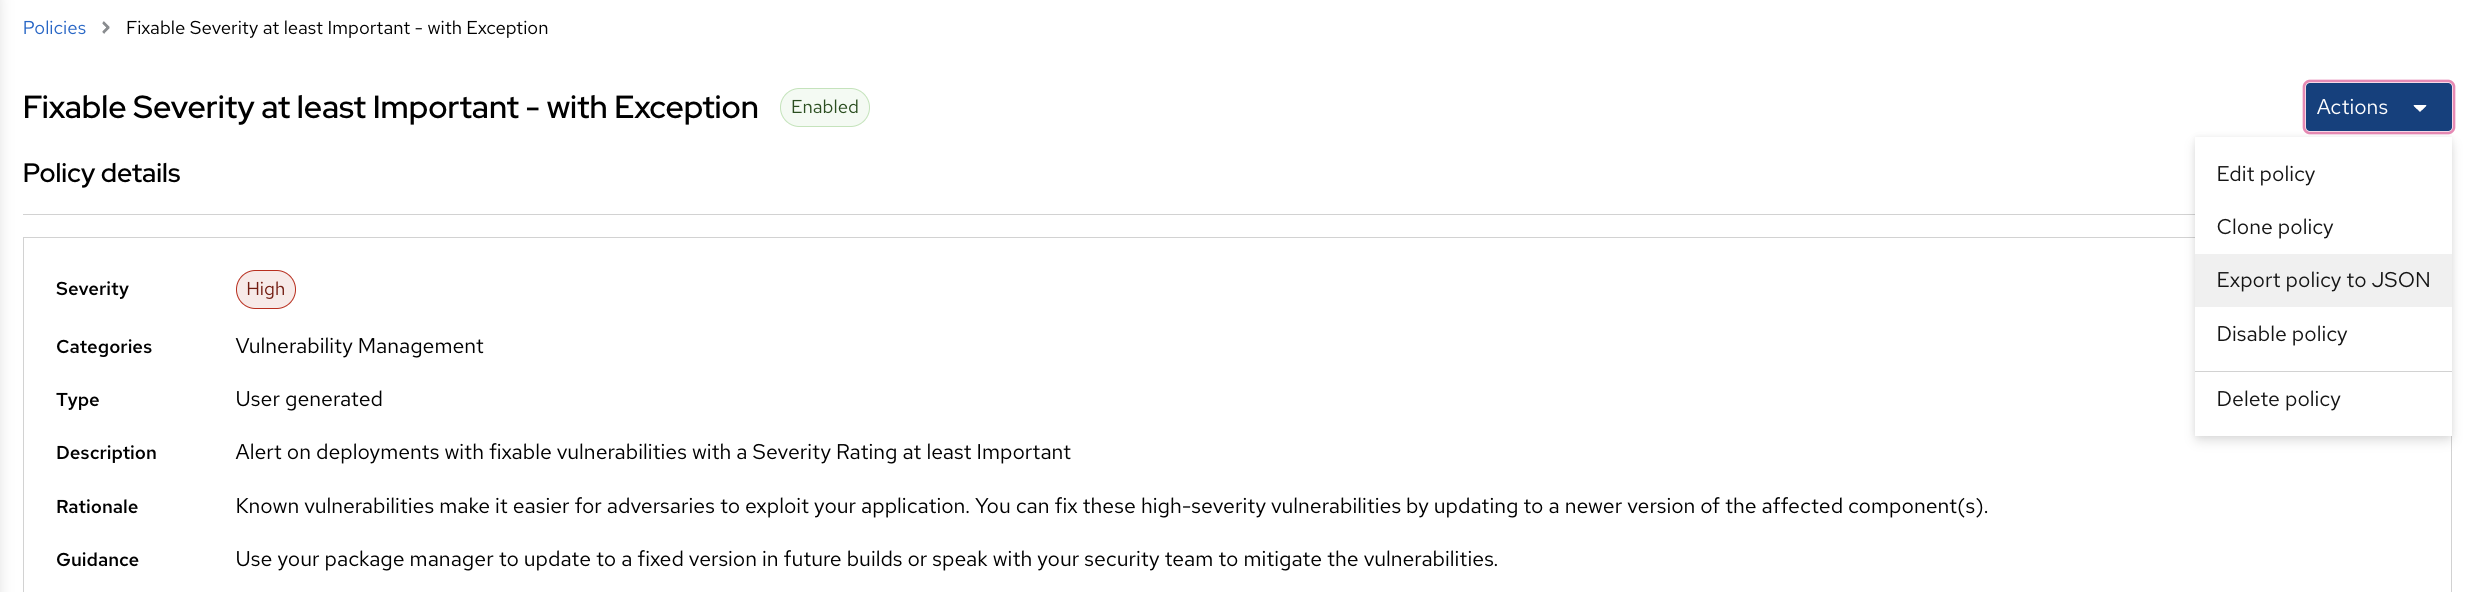 Policies > Fixable Severity at least Important - with Exception
Fixable Severity at least Important - with Exception Enabled Actions
Policy details
Edit policy
Clone policy
Export policy to JSON
Disable policy
Delete policy
Severity High
Categories Vulnerability Management
Type User generated
Description Alert on deployments with fixable vulnerabilities with a Severity Rating at least Important
Rationale Known vulnerabilities make it easier for adversaries to exploit your application. You can fix these high-severity vulnerabilities by updating to a newer version of the affected component(s).
Guidance Use your package manager to update to a fixed version in future builds or speak with your security team to mitigate the vulnerabilities.